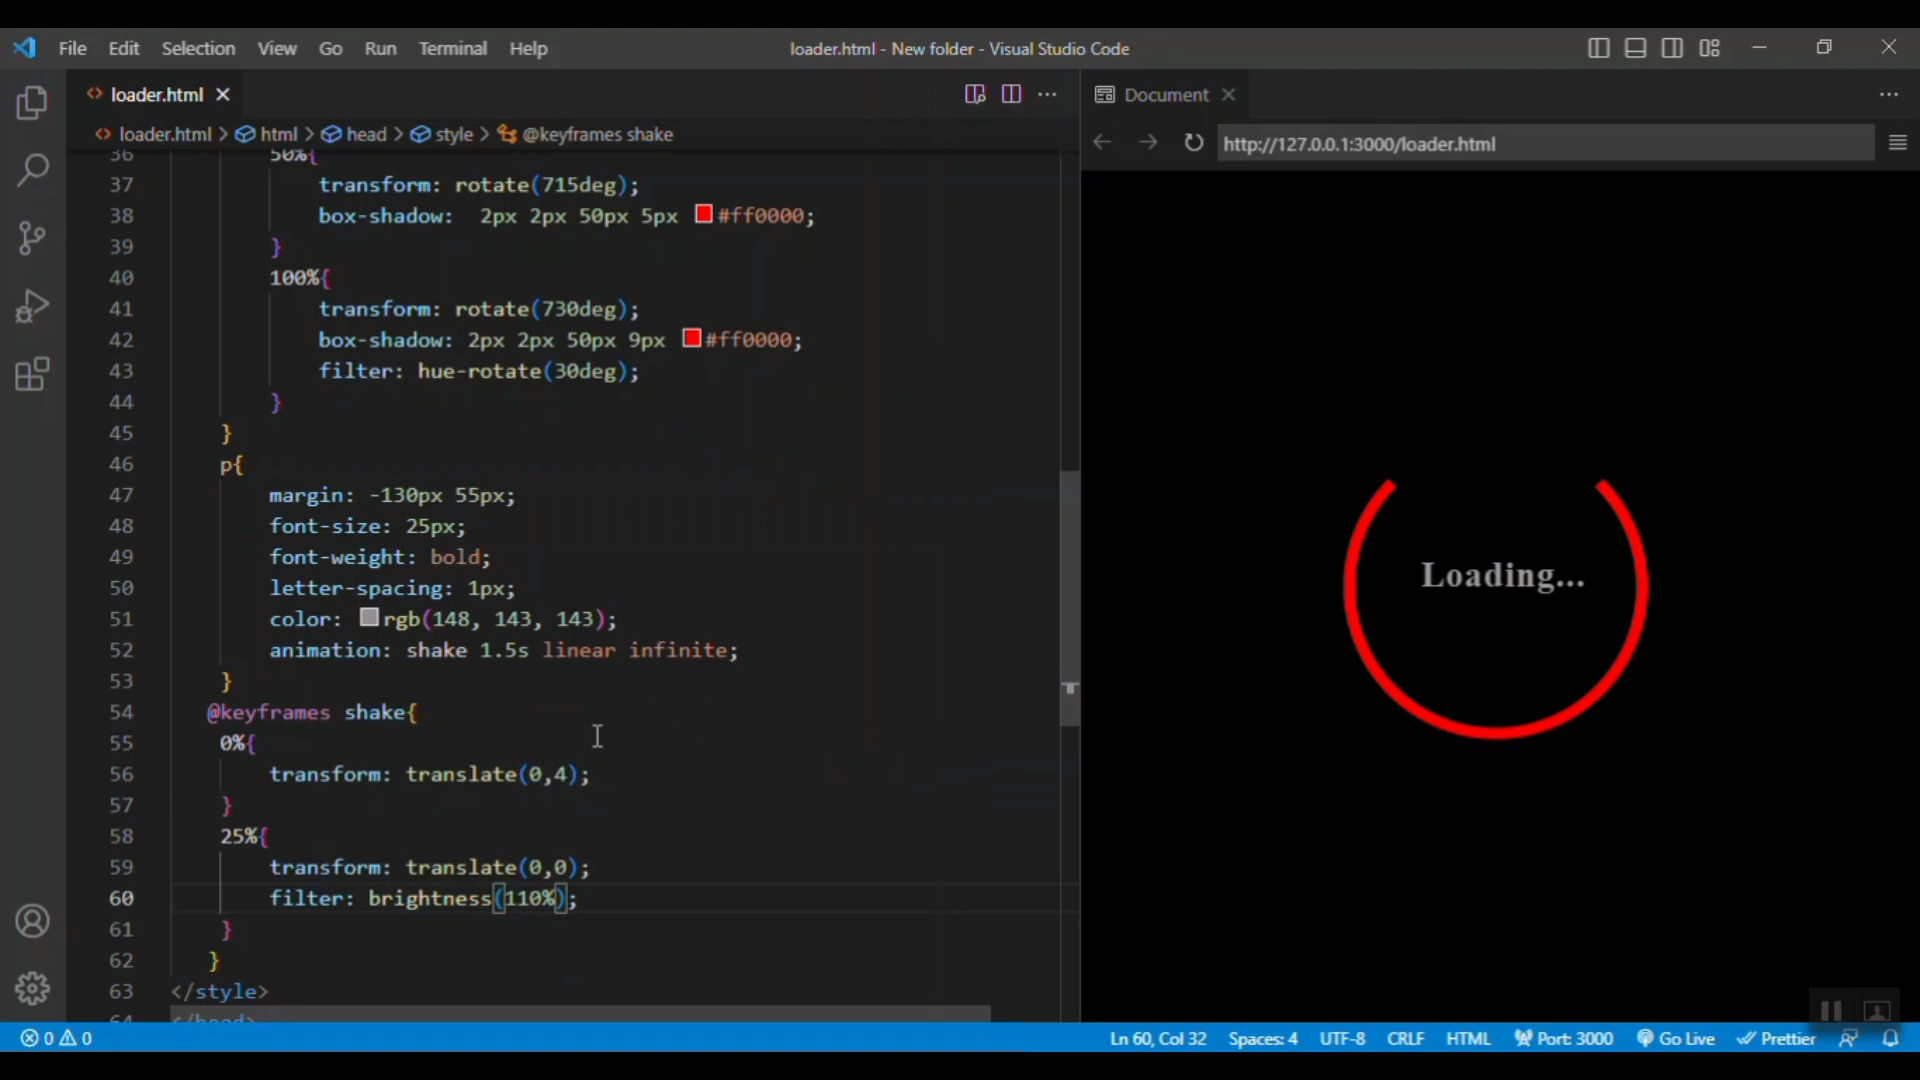 File Edit Selection View Go Run Terminal Help
loader.html - New folder - Visual Studio Code
loader.html
Document
loader.html > html > head > style > @keyframes shake
http://127.0.0.1:3000/loader.html
36 50%{
37 transform: rotate(715deg);
38 box-shadow:  2px 2px 50px 5px #ff0000;
39 }
40 100%{
41 transform: rotate(730deg);
42 box-shadow: 2px 2px 50px 9px #ff0000;
43 filter: hue-rotate(30deg);
44 }
45 }
46 p{
47 margin: -130px 55px;
48 font-size: 25px;
49 font-weight: bold;
50 letter-spacing: 1px;
51 color: rgb(148, 143, 143);
52 animation: shake 1.5s linear infinite;
53 }
54 @keyframes shake{
55 0%{
56 transform: translate(0,4);
57 }
58 25%{
59 transform: translate(0,0);
60 filter: brightness(110%);
61 }
62 }
63 </style>
64 </head>
Loading...
0 0
Ln 60, Col 32 Spaces: 4 UTF-8 CRLF HTML Port: 3000 Go Live Prettier